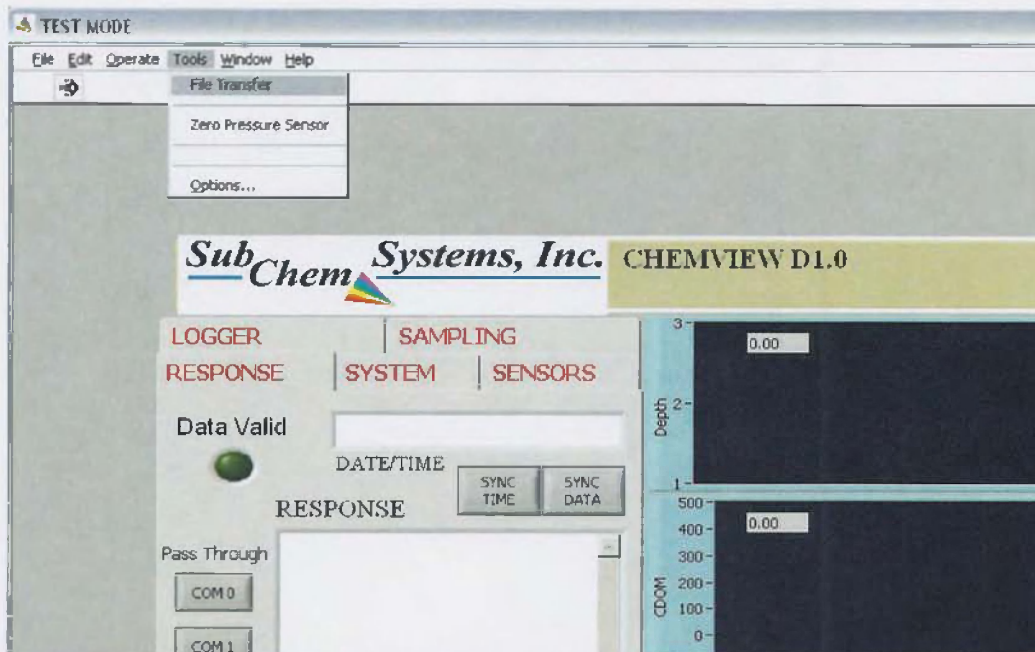 TEST MODE
File Edit Operate Tools Window Help
File Transfer
Zero Pressure Sensor
Options...
Sub Chem Systems, Inc. CHEMVIEW D1.0
LOGGER SAMPLING
RESPONSE SYSTEM SENSORS
Data Valid
DATE/TIME
SYNC TIME
SYNC DATA
RESPONSE
Pass Through
COM 0
COM 1
3
0.00
Depth
2
1
500
400
0.00
300
CDOM
200
100
0